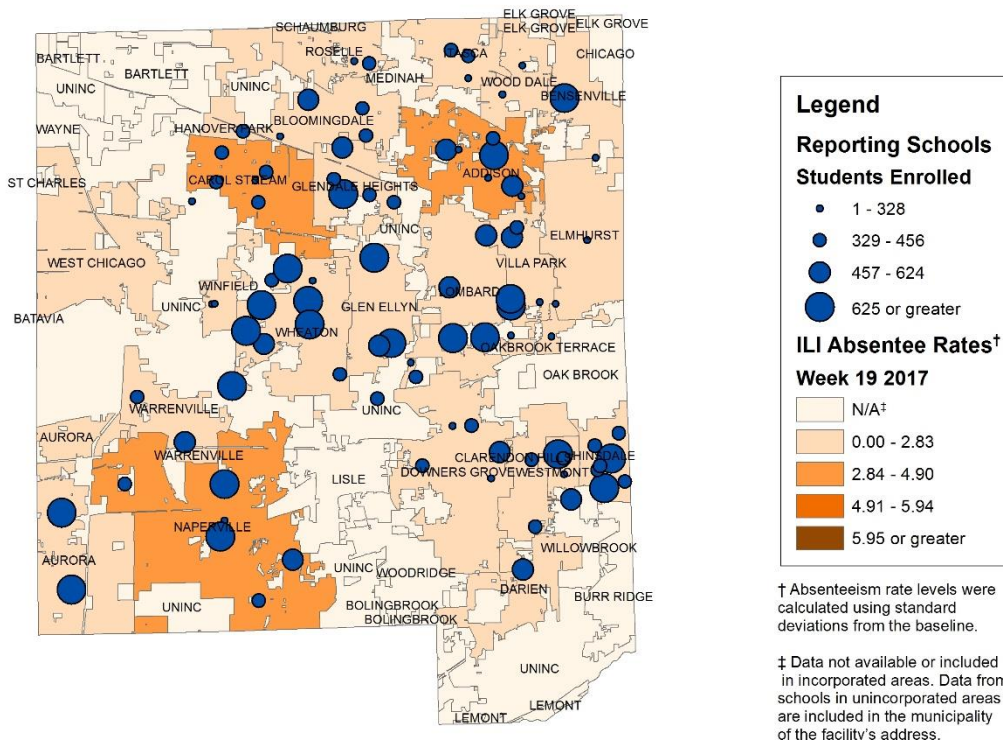 ELK GROVE
SCHAUMBURG
ELK GROVE
ELK GROVE
ROSELLE
ITASCA
CHICAGO
BARTLETT
BARTLETT
MEDINAH
UNINC
UNINC
WOOD DALE
BENSENVILLE
WAYNE
HANOVER PARK
BLOOMINGDALE
ST CHARLES
CAROL STREAM
GLENDALE HEIGHTS
ADDISON
UNINC
ELMHURST
WEST CHICAGO
VILLA PARK
WINFIELD
BATAVIA
UNINC
GLEN ELLYN
LOMBARD
WHEATON
OAKBROOK TERRACE
OAK BROOK
WARRENVILLE
UNINC
AURORA
WARRENVILLE
CLARENDON HILLS
HINSDALE
DOWNERS GROVE
WESTMONT
LISLE
NAPERVILLE
AURORA
UNINC
WOODRIDGE
WILLOWBROOK
DARIEN
BURR RIDGE
UNINC
BOLINGBROOK
BOLINGBROOK
UNINC
LEMONT
LEMONT
Legend
Reporting Schools
Students Enrolled
1 - 328
329 - 456
457 - 624
625 or greater
ILI Absentee Rates†
Week 19 2017
N/A‡
0.00 - 2.83
2.84 - 4.90
4.91 - 5.94
5.95 or greater
† Absenteeism rate levels were
calculated using standard
deviations from the baseline.
‡ Data not available or included
in incorporated areas. Data from
schools in unincorporated areas
are included in the municipality
of the facility's address.